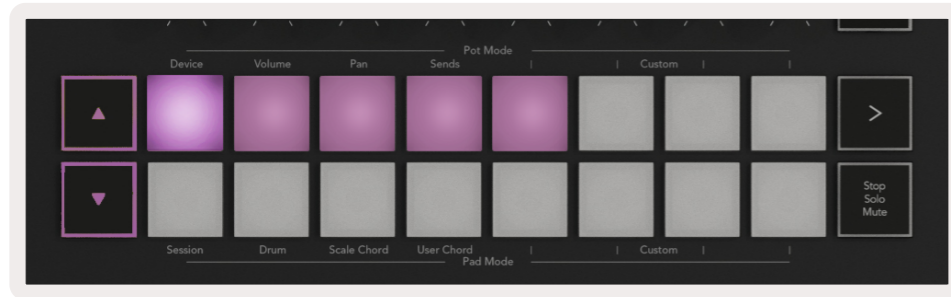 Pot Mode
Device Volume Pan Sends Custom
▲ >
▼ Stop
Solo
Mute
Session Drum Scale Chord User Chord Custom
Pad Mode